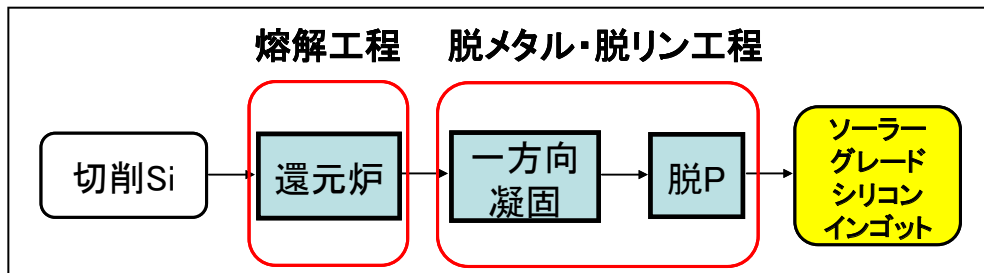 熔解工程
脱メタル・脱リン工程
切削Si
還元炉
一方向
凝固
脱P
ソーラー
グレード
シリコン
インゴット